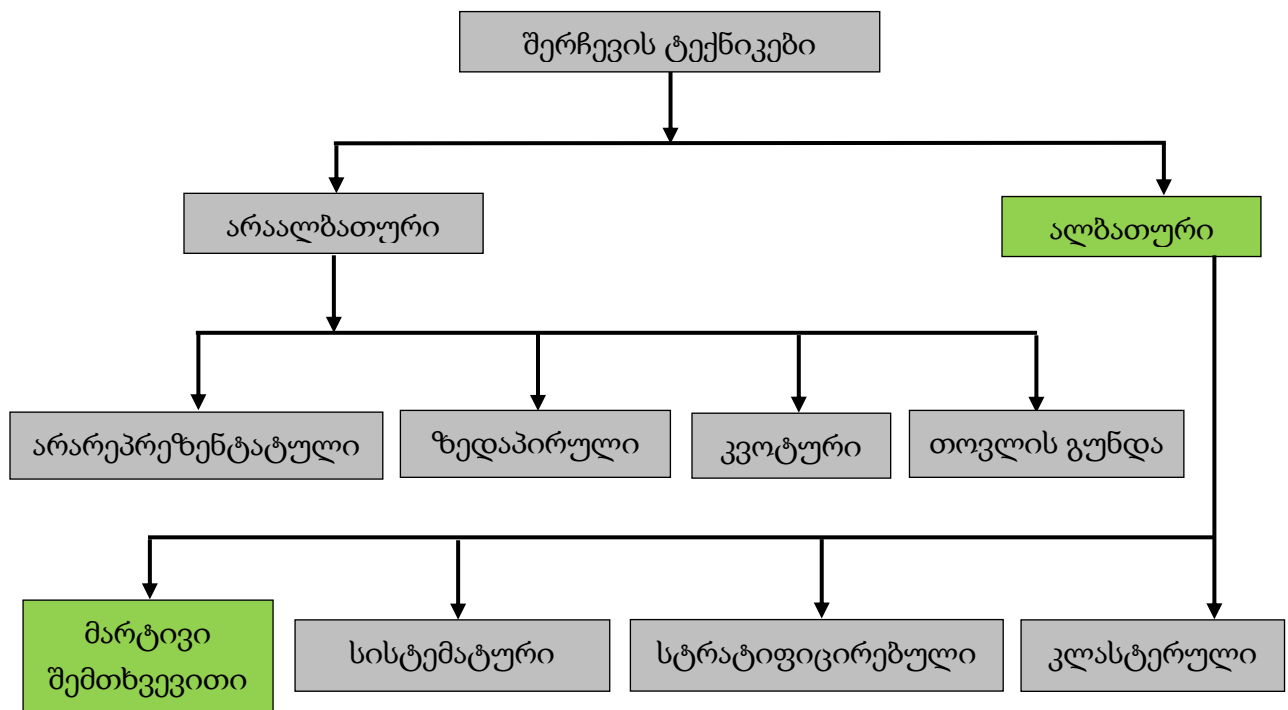 შერჩევის ტექნიკები
არაალბათური
ალბათური
არარეპრეზენტატული
ზედაპირული
კვოტური
თოვლის გუნდა
მარტივი
შემთხვევითი
სისტემატური
სტრატიფიცირებული
კლასტერული